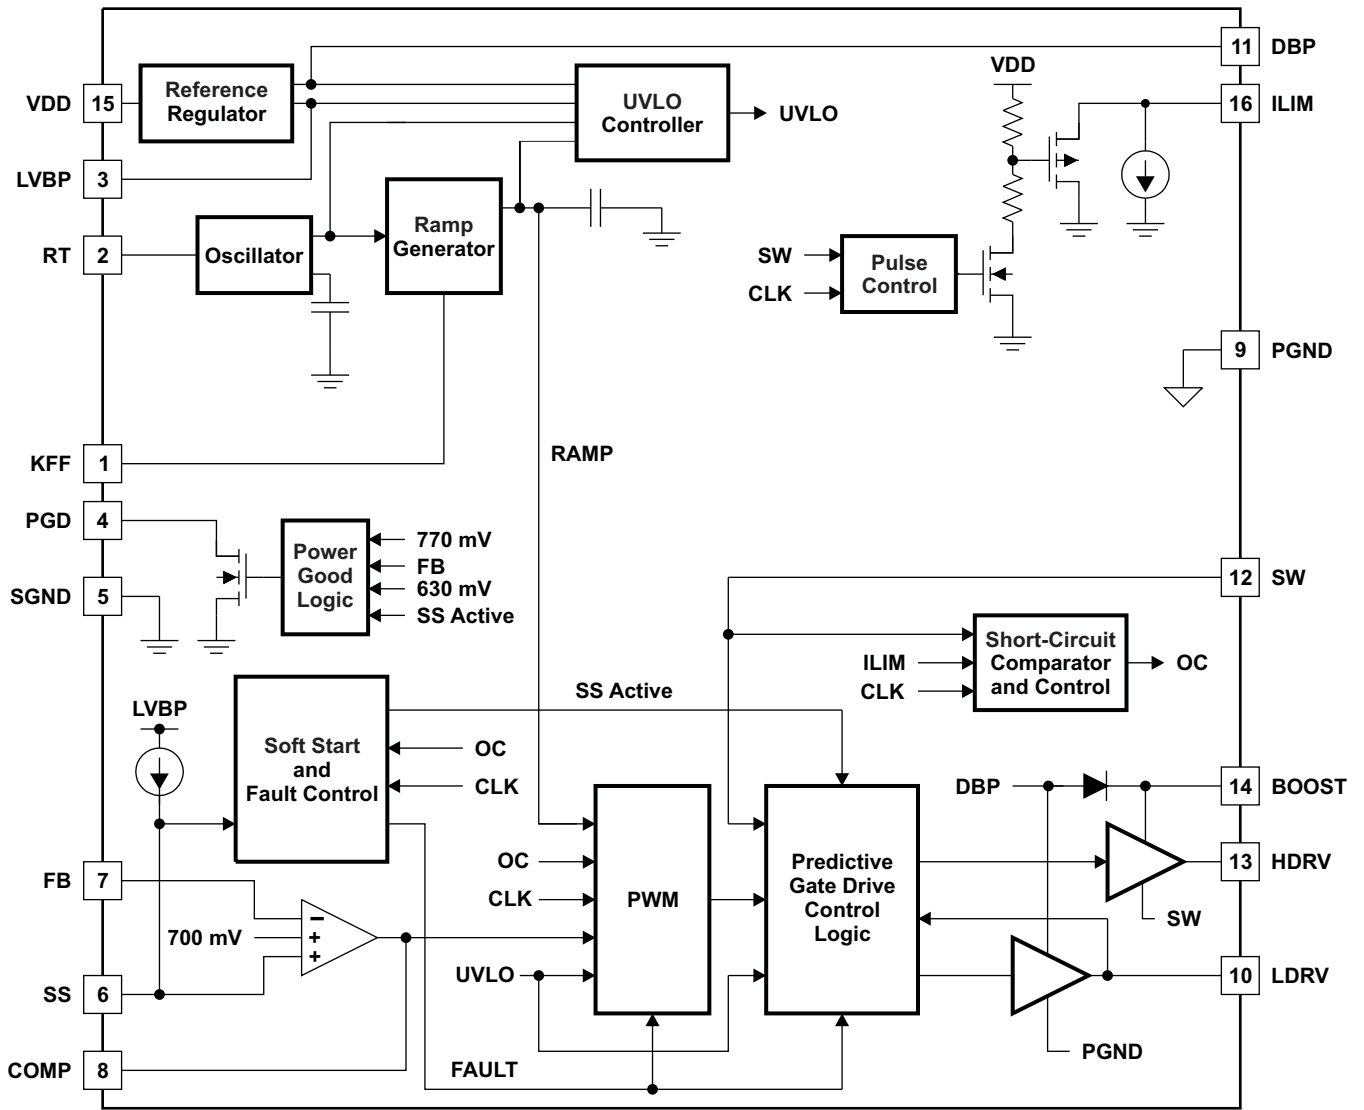 11 DBP
VDD
VDD 15
Reference
Regulator
UVLO
Controller
UVLO
16 ILIM
LVBP 3
RT 2
Oscillator
Ramp
Generator
SW
CLK
Pulse
Control
9 PGND
KFF 1
RAMP
PGD 4
Power
Good
Logic
770 mV
FB
630 mV
SS Active
SGND 5
12 SW
Short-Circuit
Comparator
and Control
ILIM
CLK
OC
SS Active
LVBP
Soft Start
and
Fault Control
OC
CLK
DBP
14 BOOST
OC
CLK
UVLO
PWM
Predictive
Gate Drive
Control
Logic
13 HDRV
SW
FB 7
700 mV
−
+
+
SS 6
10 LDRV
PGND
COMP 8
FAULT